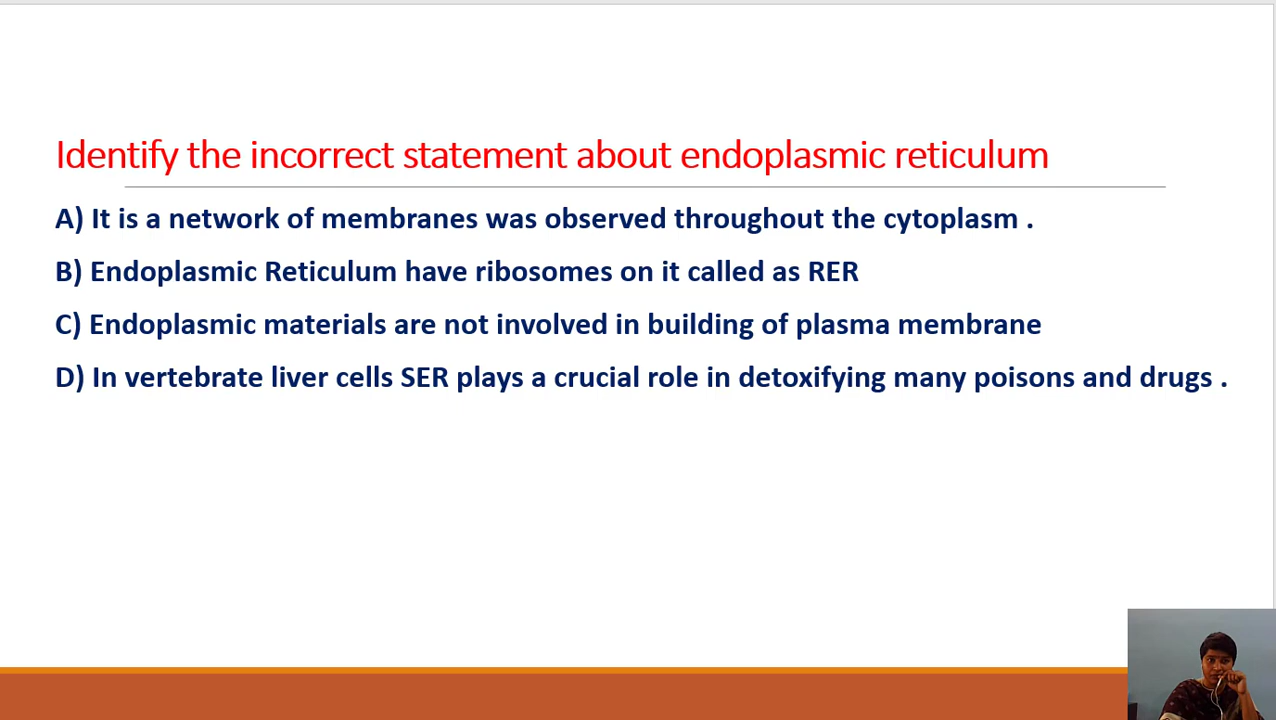 Identify the incorrect statement about endoplasmic reticulum
A) It is a network of membranes was observed throughout the cytoplasm .
B) Endoplasmic Reticulum have ribosomes on it called as RER
C) Endoplasmic materials are not involved in building of plasma membrane
D) In vertebrate liver cells SER plays a crucial role in detoxifying many poisons and drugs .